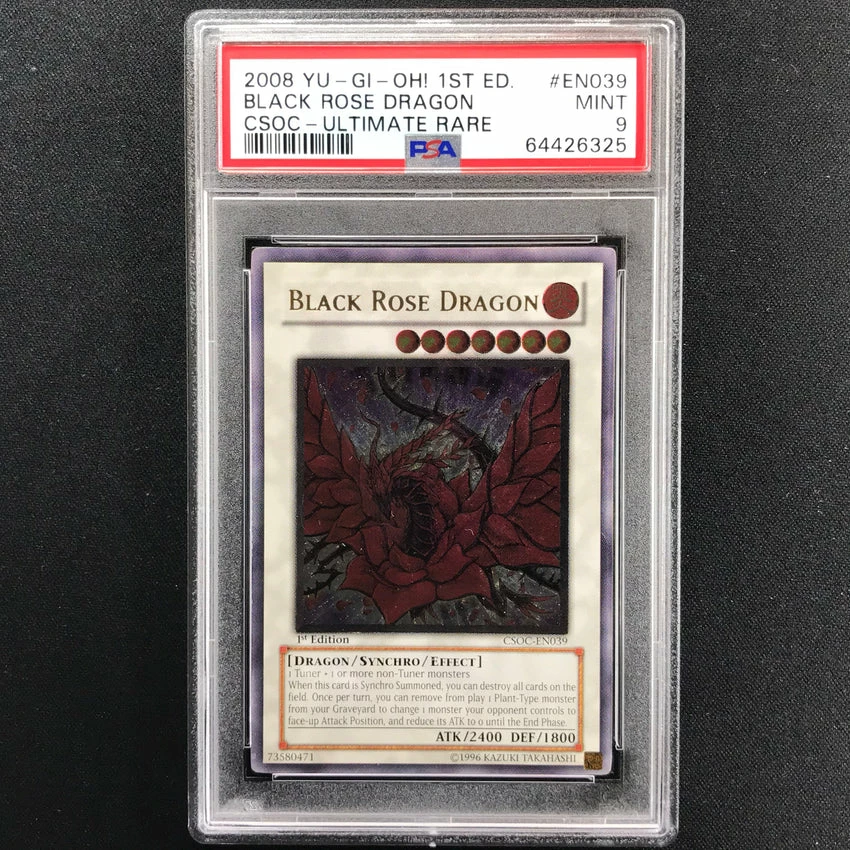 2008 YU-GI-OH! 1ST ED. #EN039
BLACK ROSE DRAGON MINT
CSOC-ULTIMATE RARE 9
PSA 64426325
BLACK ROSE DRAGON
1st Edition CSOC-EN039
[DRAGON/SYNCHRO/EFFECT]
1 Tuner + 1 or more non-Tuner monsters
When this card is Synchro Summoned, you can destroy all cards on the
field. Once per turn, you can remove from play 1 Plant-Type monster
from your Graveyard to change 1 monster your opponent controls to
face-up Attack Position, and reduce its ATK to 0 until the End Phase.
ATK/2400 DEF/1800
73580471 ©1996 KAZUKI TAKAHASHI